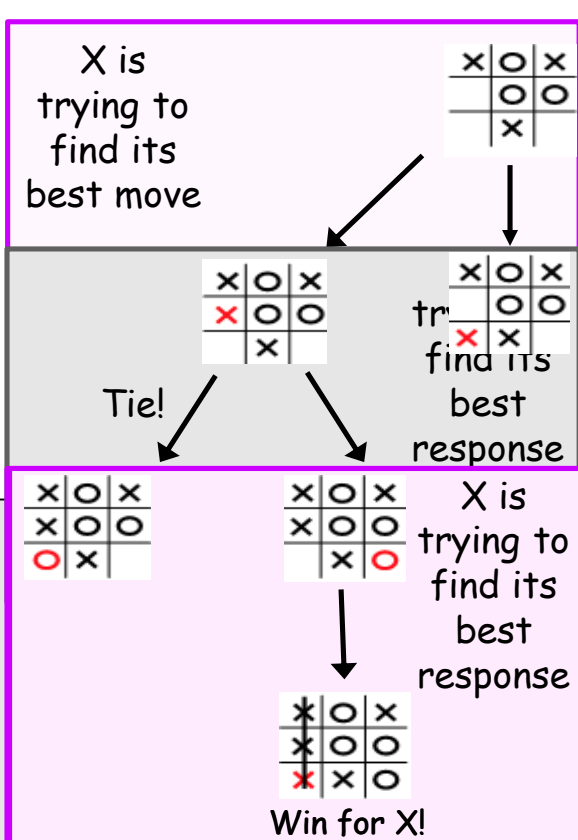 X is
trying to
find its
best move
X O X
O O
X
X O X
X O O
X
X O X
O O
X X
find its
best
response
Tie!
X O X
X O O
O X
X O X
X O O
X O
X is
trying to
find its
best
response
X O X
X O O
X X O
Win for X!